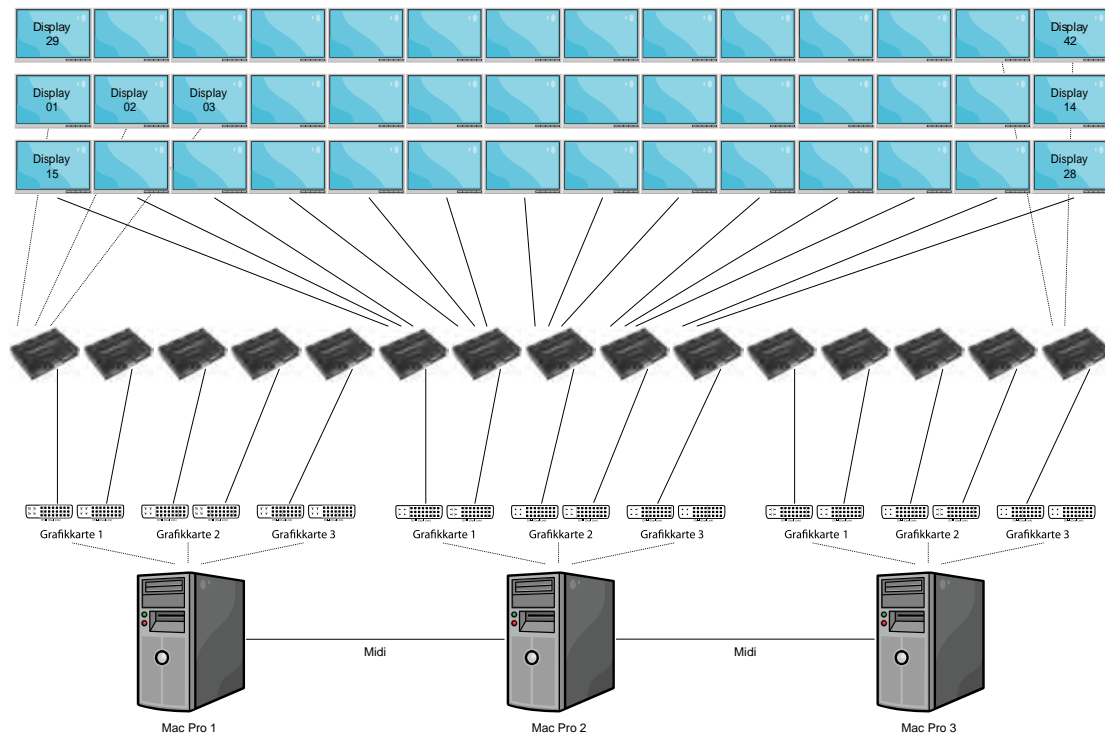 Display
29
Display
42
Display
01
Display
02
Display
03
Display
14
Display
15
Display
28
Grafikkarte 1
Grafikkarte 2
Grafikkarte 3
Grafikkarte 1
Grafikkarte 2
Grafikkarte 3
Grafikkarte 1
Grafikkarte 2
Grafikkarte 3
Midi
Midi
Mac Pro 1
Mac Pro 2
Mac Pro 3